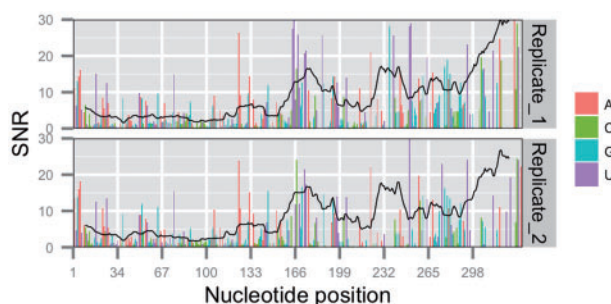 30
20
10
0
Replicate_1
30
20
10
0
Replicate_2
SNR
A
C
G
U
1 34 67 100 133 166 199 232 265 298
Nucleotide position